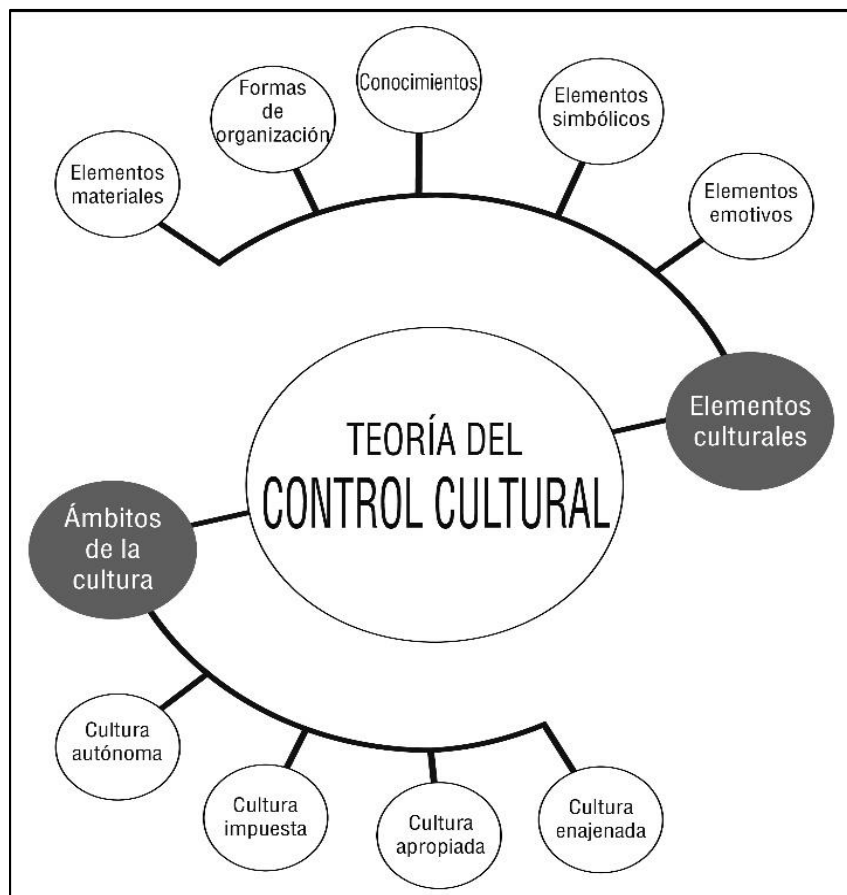 Conocimientos
Formas
de
organización
Elementos
simbólicos
Elementos
materiales
Elementos
emotivos
Elementos
culturales
TEORÍA DEL
CONTROL CULTURAL
Ámbitos
de la
cultura
Cultura
autónoma
Cultura
impuesta
Cultura
apropiada
Cultura
enajenada